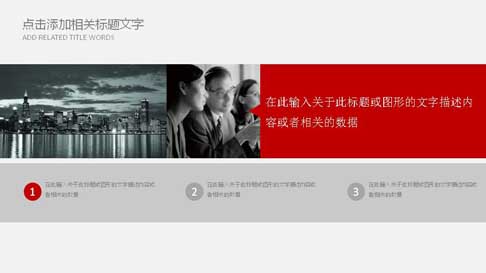 点击添加相关标题文字
ADD RELATED TITLE WORDS
在此输入关于此标题或图形的文字描述内
容或者相关的数据
1
在此输入关于此标题或图形的文字描述内容或
者相关的数据
2
在此输入关于此标题或图形的文字描述内容或
者相关的数据
3
在此输入关于此标题或图形的文字描述内容或
者相关的数据